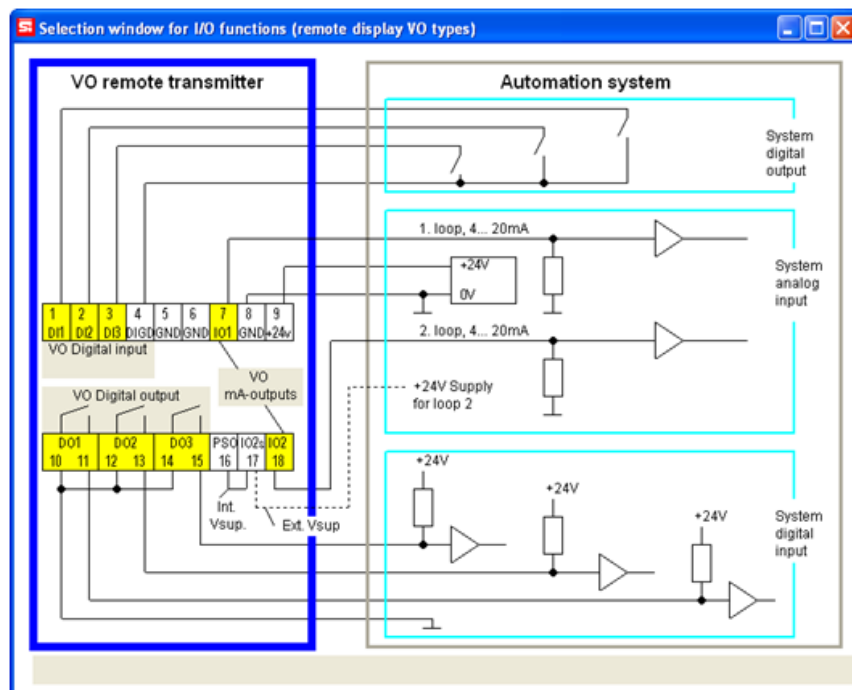 Selection window for I/O functions (remote display VO types)
VO remote transmitter
Automation system
System
digital
output
1. loop, 4... 20mA
+24V
0V
System
analog
input
1 2 3 4 5 6 7 8 9
DI1 DI2 DI3 DIGD GND GND IO1 GND +24v
VO Digital input
2. loop, 4... 20mA
VO
mA-outputs
+24V Supply
for loop 2
VO Digital output
DO1 DO2 DO3 PSO IO2s IO2
10 11 12 13 14 15 16 17 18
Int.
Vsup.
Ext. Vsup
+24V
+24V
+24V
System
digital
input